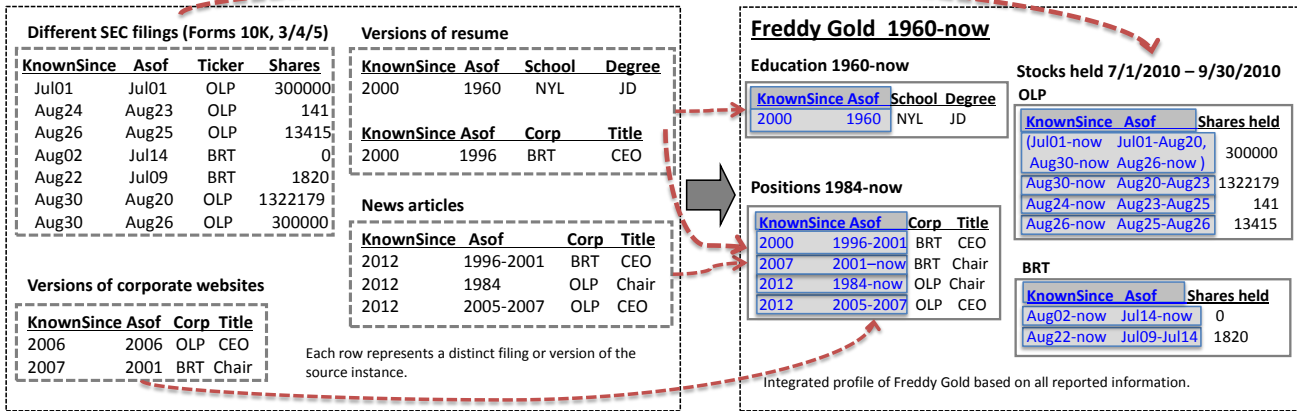 Different SEC filings (Forms 10K, 3/4/5)
KnownSince Asof Ticker Shares
Jul01 Jul01 OLP 300000
Aug24 Aug23 OLP 141
Aug26 Aug25 OLP 13415
Aug02 Jul14 BRT 0
Aug22 Jul09 BRT 1820
Aug30 Aug20 OLP 1322179
Aug30 Aug26 OLP 300000
Versions of corporate websites
KnownSince Asof Corp Title
2006 2006 OLP CEO
2007 2001 BRT Chair
Versions of resume
KnownSince Asof School Degree
2000 1960 NYL JD
KnownSince Asof Corp Title
2000 1996 BRT CEO
News articles
KnownSince Asof Corp Title
2012 1996-2001 BRT CEO
2012 1984 OLP Chair
2012 2005-2007 OLP CEO
Each row represents a distinct filing or version of the
source instance.
Freddy Gold 1960-now
Education 1960-now
KnownSince Asof School Degree
2000 1960 NYL JD
Positions 1984-now
KnownSince Asof Corp Title
2000 1996-2001 BRT CEO
2007 2001–now BRT Chair
2012 1984-now OLP Chair
2012 2005-2007 OLP CEO
Stocks held 7/1/2010 – 9/30/2010
OLP
KnownSince Asof Shares held
(Jul01-now Jul01-Aug20,
Aug30-now Aug26-now ) 300000
Aug30-now Aug20-Aug23 1322179
Aug24-now Aug23-Aug25 141
Aug26-now Aug25-Aug26 13415
BRT
KnownSince Asof Shares held
Aug02-now Jul14-now 0
Aug22-now Jul09-Jul14 1820
Integrated profile of Freddy Gold based on all reported information.